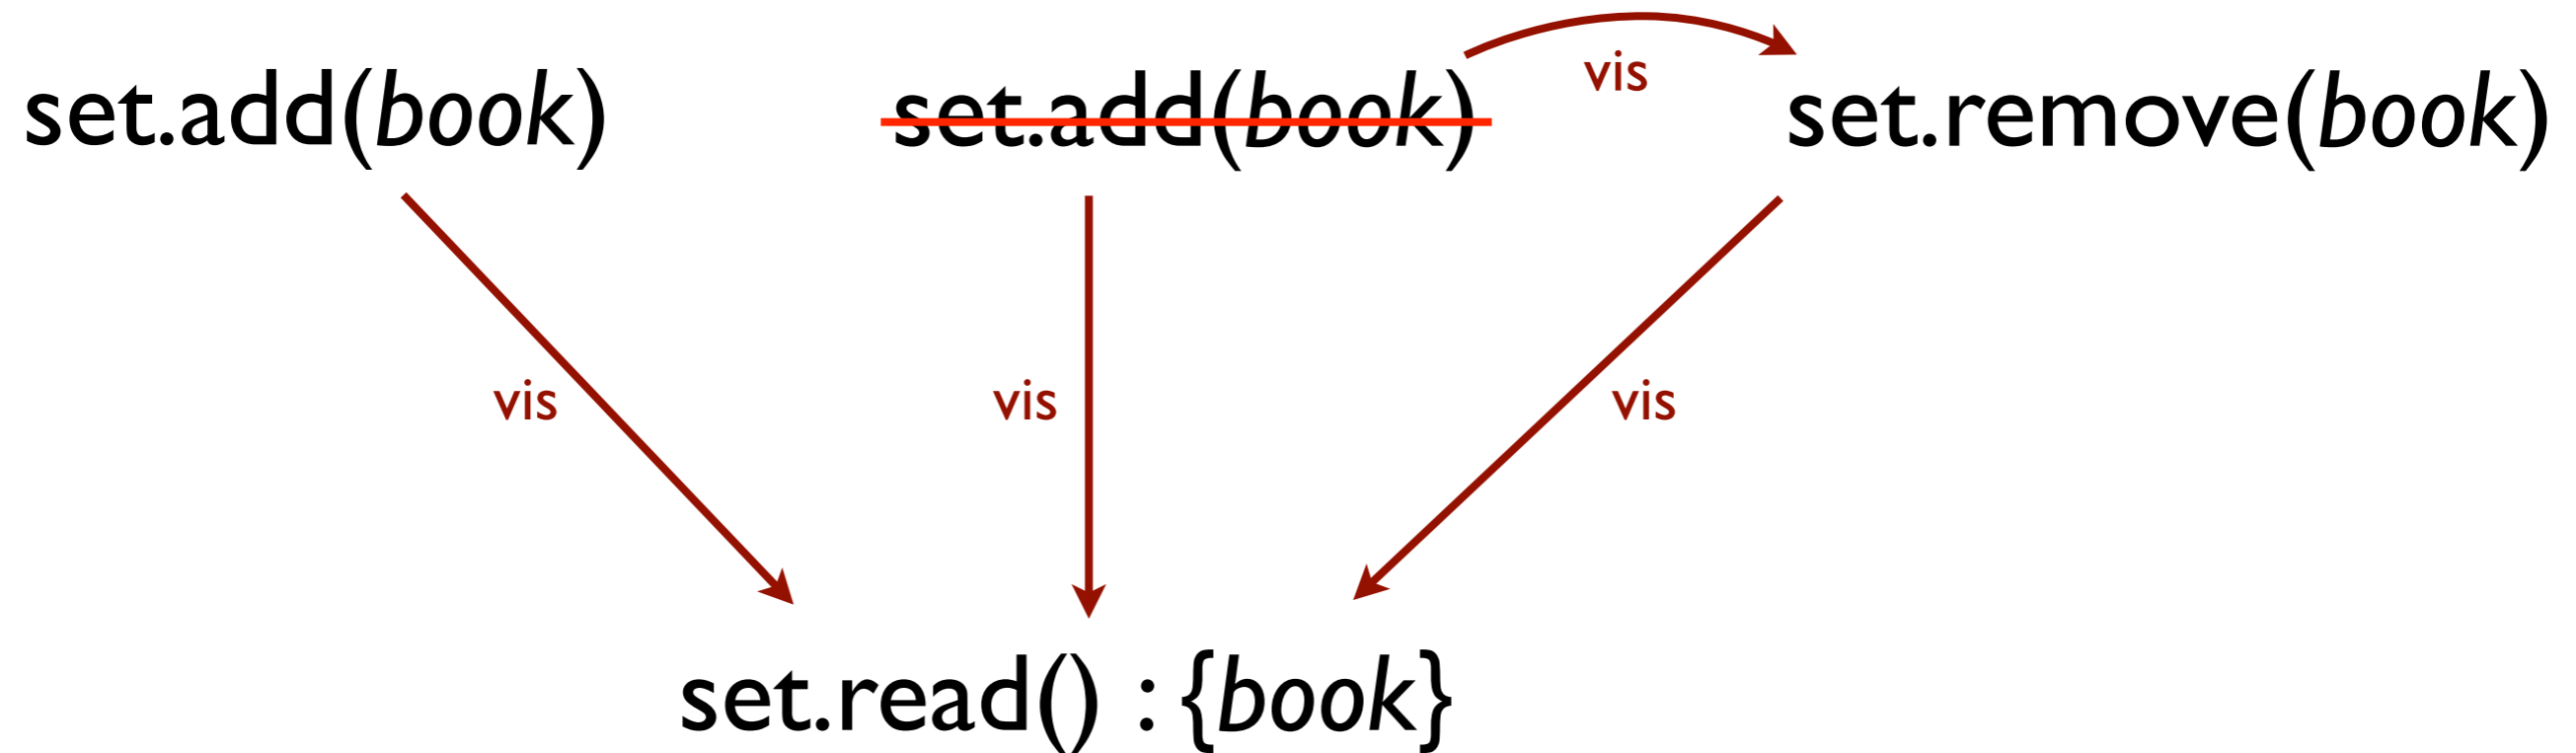 vis
set.add(book) set.add(book) set.remove(book)
vis vis vis
set.read() : {book}